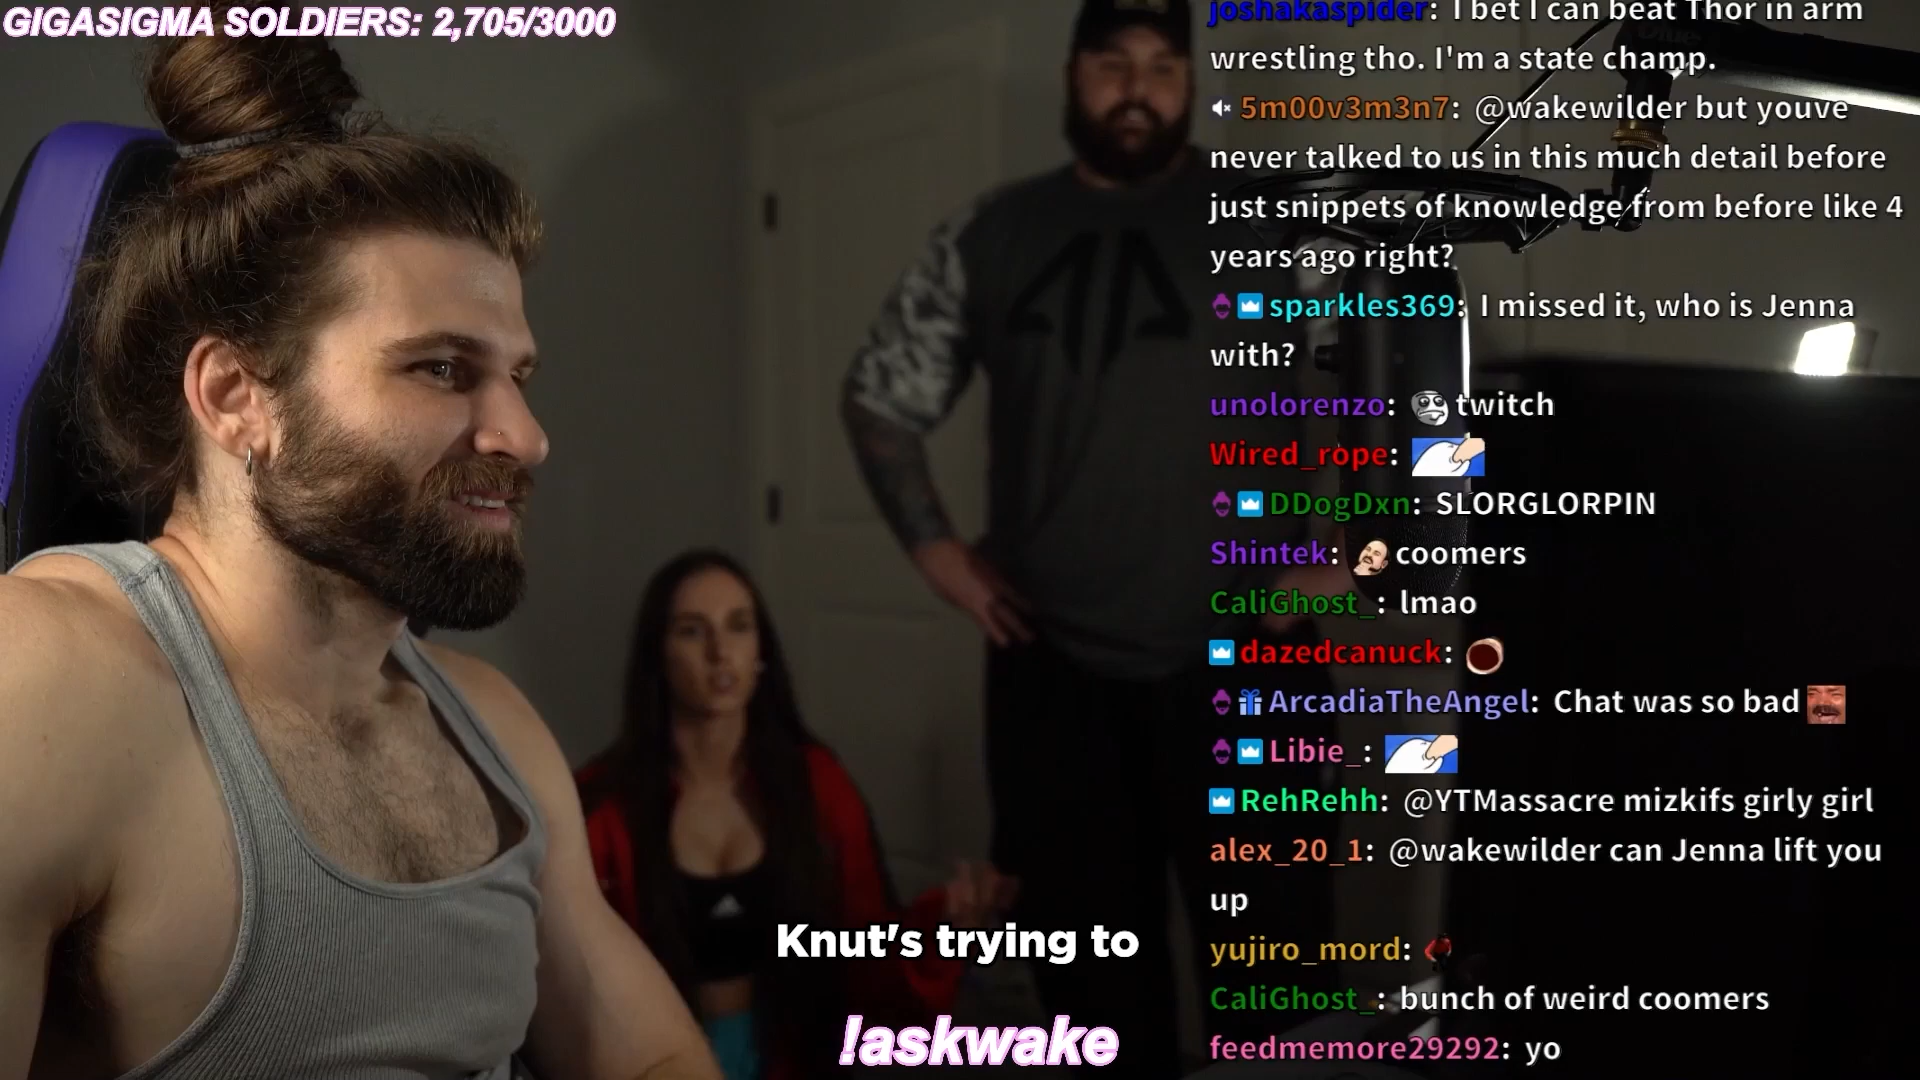 GIGASIGMA SOLDIERS: 2,705/3000
joshakaspider: I bet I can beat Thor in arm
wrestling tho. I'm a state champ.
5m00v3m3n7: @wakewilder but youve
never talked to us in this much detail before
just snippets of knowledge from before like 4
years ago right?
sparkles369: I missed it, who is Jenna
with?
unolorenzo: twitch
Wired_rope:
DDogDxn: SLORGLORPIN
Shintek: coomers
CaliGhost_: lmao
dazedcanuck:
ArcadiaTheAngel: Chat was so bad
Libie_:
RehRehh: @YTMassacre mizkifs girly girl
alex_20_1: @wakewilder can Jenna lift you
up
yujiro_mord:
CaliGhost_: bunch of weird coomers
feedmemore29292: yo
Knut's trying to
!askwake